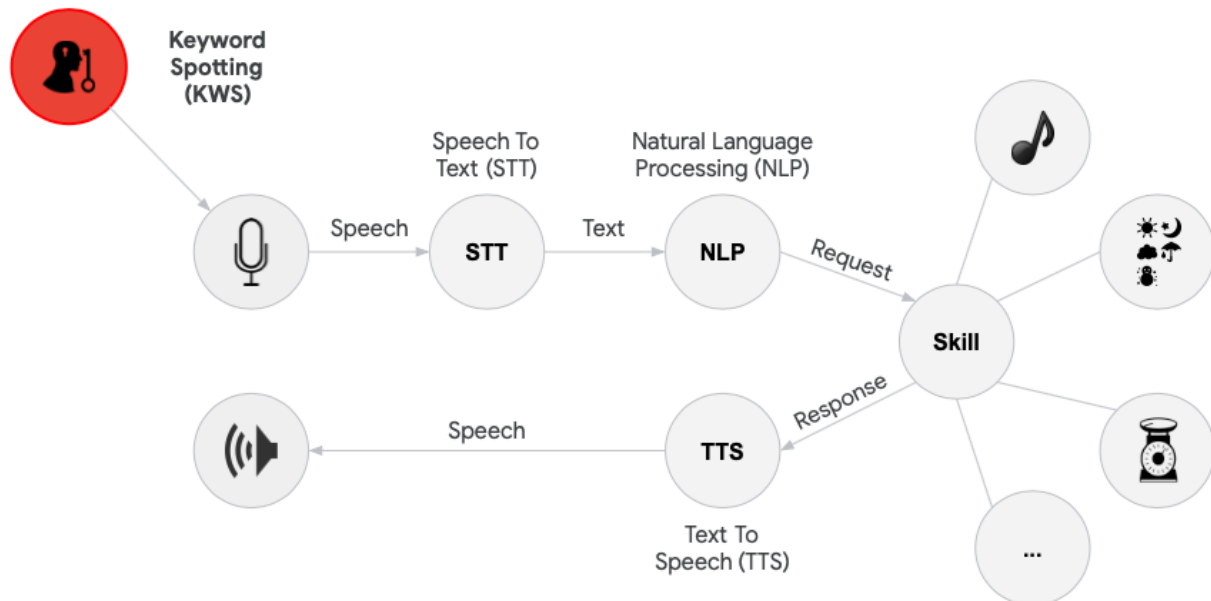 Keyword
Spotting
(KWS)
Speech To
Text (STT)
Natural Language
Processing (NLP)
Speech
STT
Text
NLP
Request
Skill
Response
Speech
TTS
Text To
Speech (TTS)
...